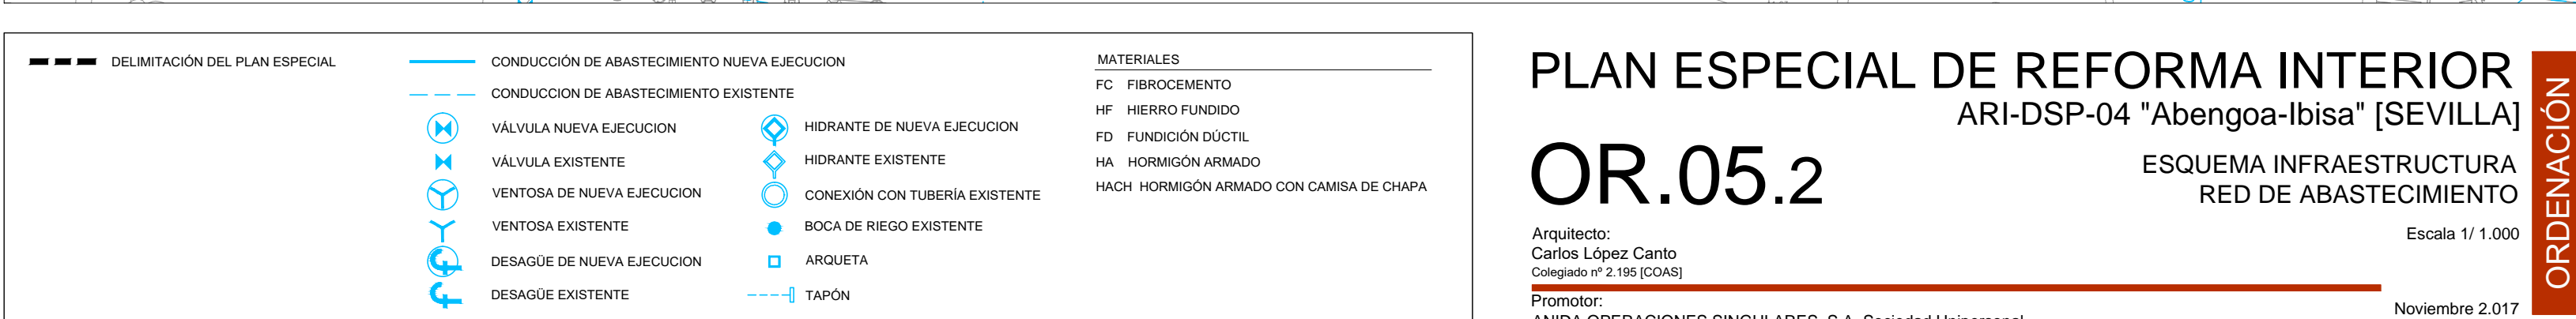 DELIMITACIÓN DEL PLAN ESPECIAL
CONDUCCIÓN DE ABASTECIMIENTO NUEVA EJECUCION
CONDUCCION DE ABASTECIMIENTO EXISTENTE
VÁLVULA NUEVA EJECUCION
VÁLVULA EXISTENTE
VENTOSA DE NUEVA EJECUCION
VENTOSA EXISTENTE
DESAGÜE DE NUEVA EJECUCION
DESAGÜE EXISTENTE
HIDRANTE DE NUEVA EJECUCION
HIDRANTE EXISTENTE
CONEXIÓN CON TUBERÍA EXISTENTE
BOCA DE RIEGO EXISTENTE
ARQUETA
TAPÓN
MATERIALES
FC FIBROCEMENTO
HF HIERRO FUNDIDO
FD FUNDICIÓN DÚCTIL
HA HORMIGÓN ARMADO
HACH HORMIGÓN ARMADO CON CAMISA DE CHAPA
PLAN ESPECIAL DE REFORMA INTERIOR
ARI-DSP-04 "Abengoa-Ibisa" [SEVILLA]
OR.05.2
ESQUEMA INFRAESTRUCTURA
RED DE ABASTECIMIENTO
Arquitecto:
Carlos López Canto
Colegiado nº 2.195 [COAS]
Escala 1/ 1.000
Promotor:
ANIDA OPERACIONES SINGULARES, S.A. Sociedad Unipersonal
Noviembre 2.017
ORDENACIÓN